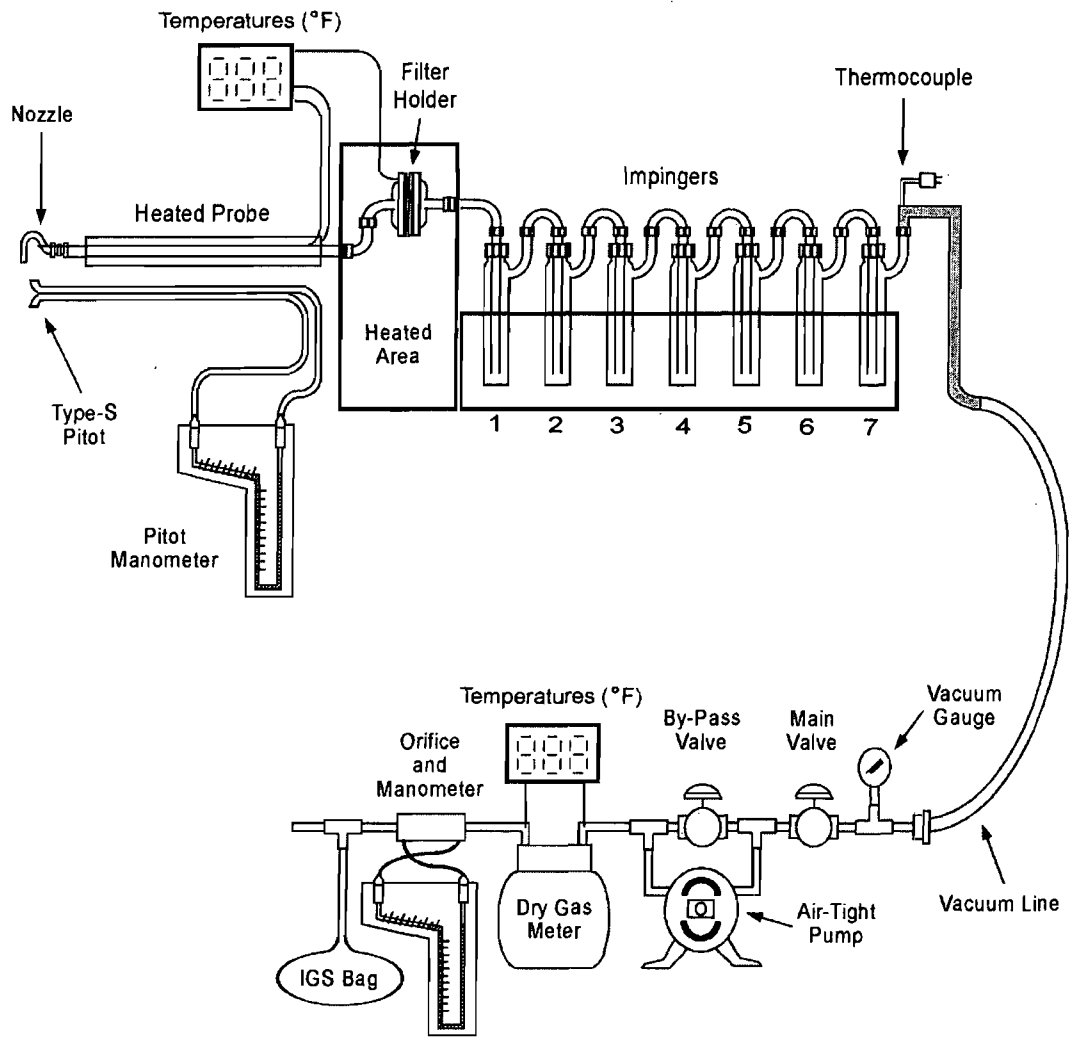 Temperatures (°F)
Filter
Holder
Thermocouple
Nozzle
Impingers
Heated Probe
Heated
Area
Type-S
Pitot
1 2 3 4 5 6 7
Pitot
Manometer
Temperatures (°F)
By-Pass
Valve
Main
Valve
Vacuum
Gauge
Orifice
and
Manometer
Dry Gas
Meter
Air-Tight
Pump
Vacuum Line
IGS Bag